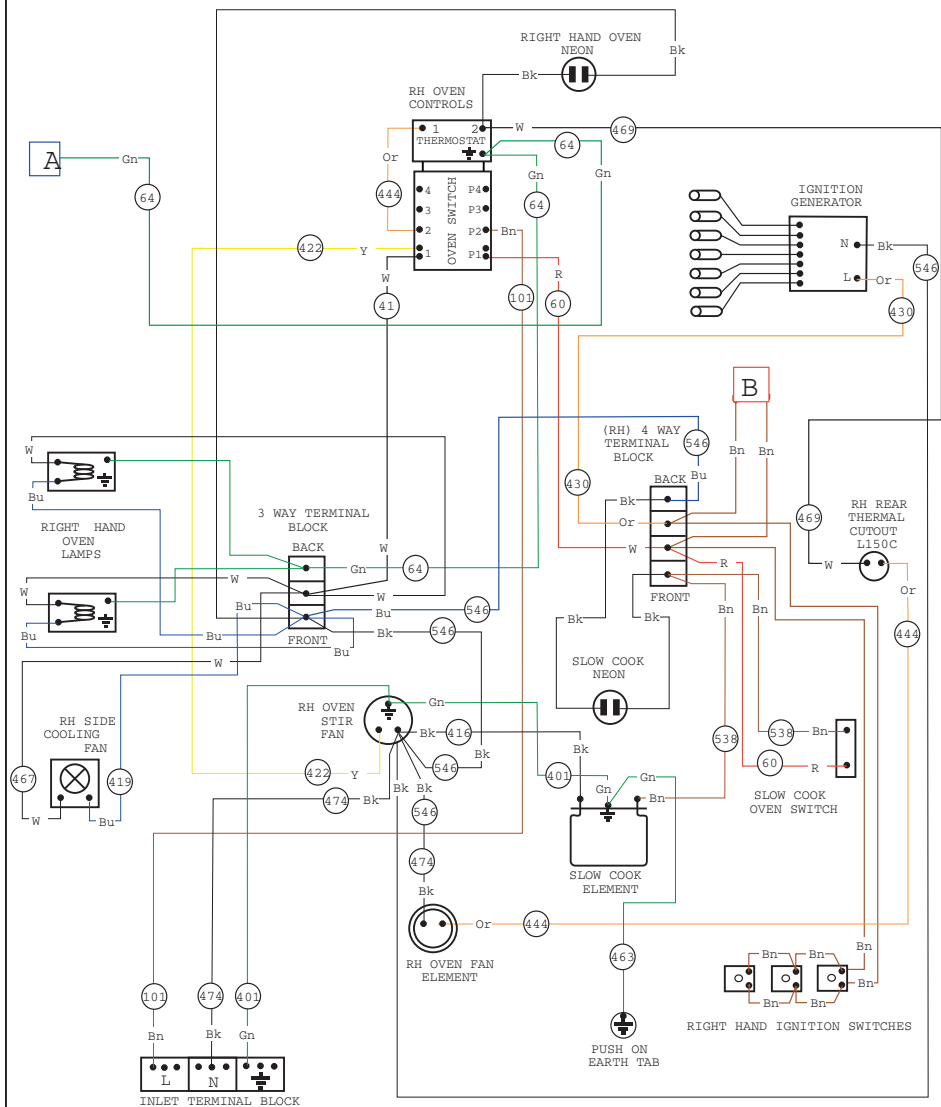 RIGHT HAND OVEN
NEON
Bk
Bk
RH OVEN
CONTROLS
1 2
THERMOSTAT
W
469
64
Or
444
Gn
64
A
Gn
64
4
3
2
1
OVEN SWITCH
P4
P3
P2
P1
Bn
R
422
Y
W
41
101
60
IGNITION
GENERATOR
N
Bk
546
L
Or
430
B
Bn
Bn
(RH) 4 WAY
TERMINAL
BLOCK
546
Bu
BACK
Bk
430
Or
W
R
FRONT
Bk
Bn
Bn
469
RH REAR
THERMAL
CUTOUT
L150C
W
Or
444
W
Bu
RIGHT HAND
OVEN
LAMPS
3 WAY TERMINAL
BLOCK
BACK
W
Gn
64
W
W
W
Bu
Bu
546
Bu
Bu
FRONT
Bk
546
Bu
W
SLOW COOK
NEON
RH OVEN
STIR
FAN
Gn
Bk
416
Bk
546
Bk
RH SIDE
COOLING
FAN
467
419
W
Bu
422
Y
474
Bk
Bk
Bk
546
401
Gn
Gn
Bn
538
538
Bn
60
R
SLOW COOK
OVEN SWITCH
SLOW COOK
ELEMENT
474
Bk
Or
444
RH OVEN FAN
ELEMENT
463
Bn
Bn
Bn
Bn
Bn
Bn
RIGHT HAND IGNITION SWITCHES
PUSH ON
EARTH TAB
101
474
401
Bn
Bk
Gn
L
N
INLET TERMINAL BLOCK